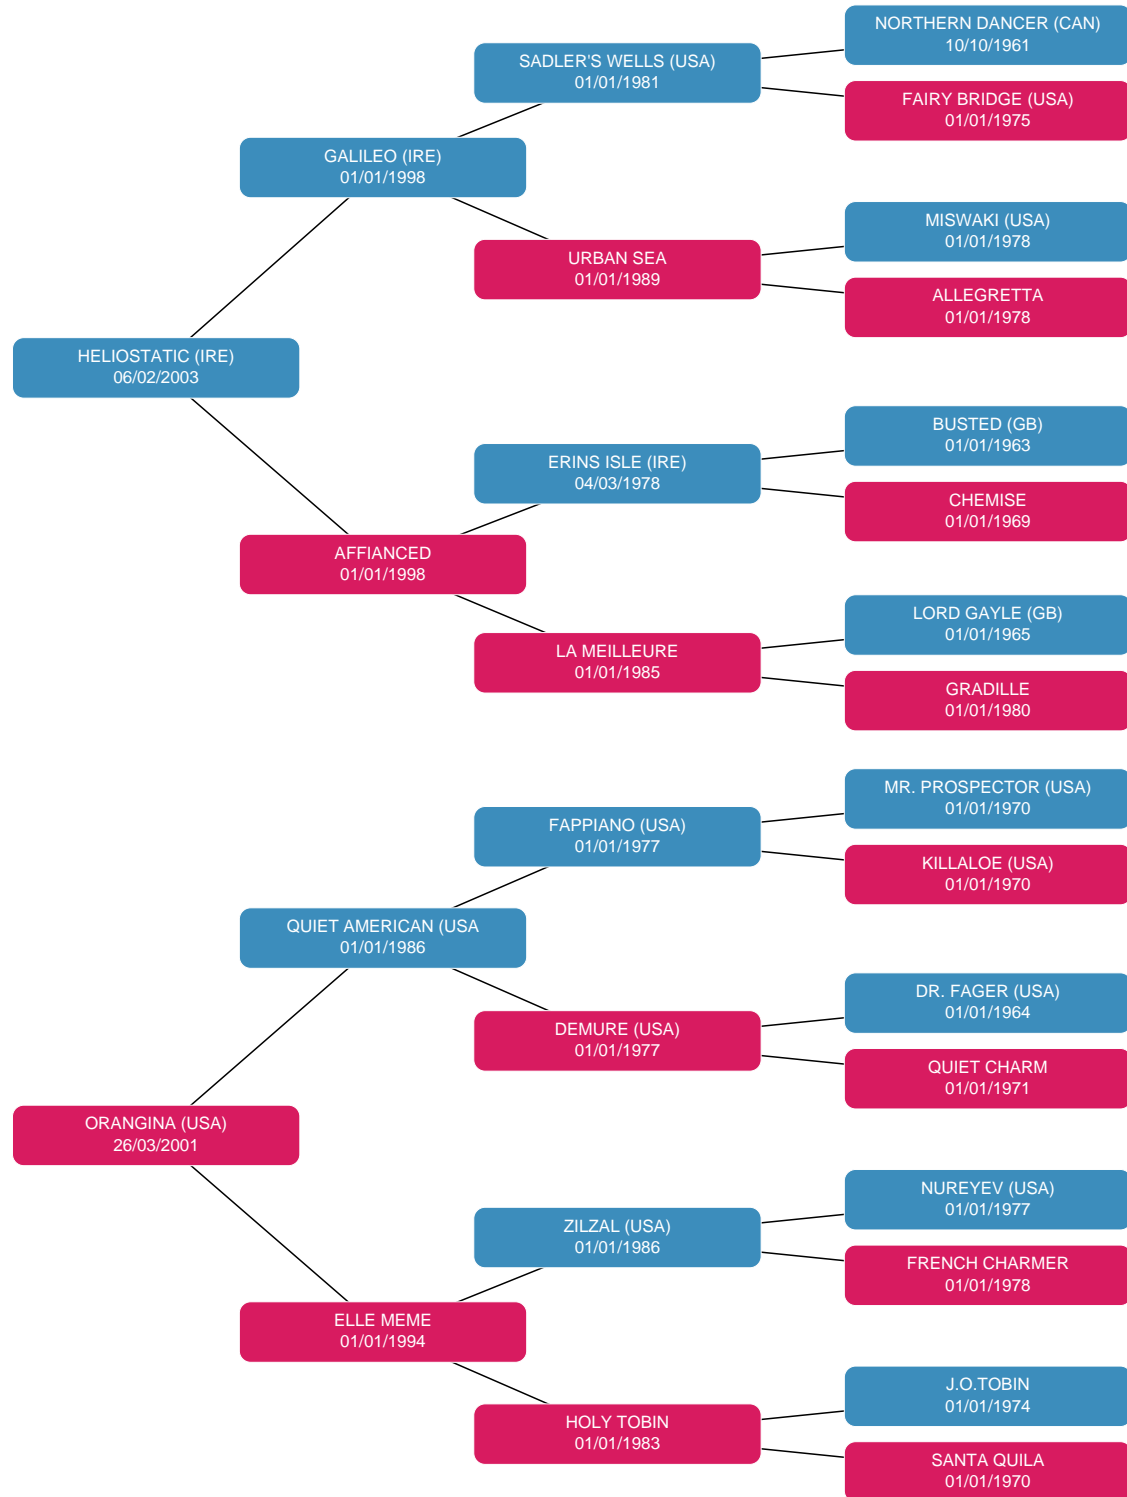 NORTHERN DANCER (CAN)
10/10/1961
SADLER'S WELLS (USA)
01/01/1981
FAIRY BRIDGE (USA)
01/01/1975
GALILEO (IRE)
01/01/1998
MISWAKI (USA)
01/01/1978
URBAN SEA
01/01/1989
ALLEGRETTA
01/01/1978
HELIOSTATIC (IRE)
06/02/2003
BUSTED (GB)
01/01/1963
ERINS ISLE (IRE)
04/03/1978
CHEMISE
01/01/1969
AFFIANCED
01/01/1998
LORD GAYLE (GB)
01/01/1965
LA MEILLEURE
01/01/1985
GRADILLE
01/01/1980
MR. PROSPECTOR (USA)
01/01/1970
FAPPIANO (USA)
01/01/1977
KILLALOE (USA)
01/01/1970
QUIET AMERICAN (USA
01/01/1986
DR. FAGER (USA)
01/01/1964
DEMURE (USA)
01/01/1977
QUIET CHARM
01/01/1971
ORANGINA (USA)
26/03/2001
NUREYEV (USA)
01/01/1977
ZILZAL (USA)
01/01/1986
FRENCH CHARMER
01/01/1978
ELLE MEME
01/01/1994
J.O.TOBIN
01/01/1974
HOLY TOBIN
01/01/1983
SANTA QUILA
01/01/1970